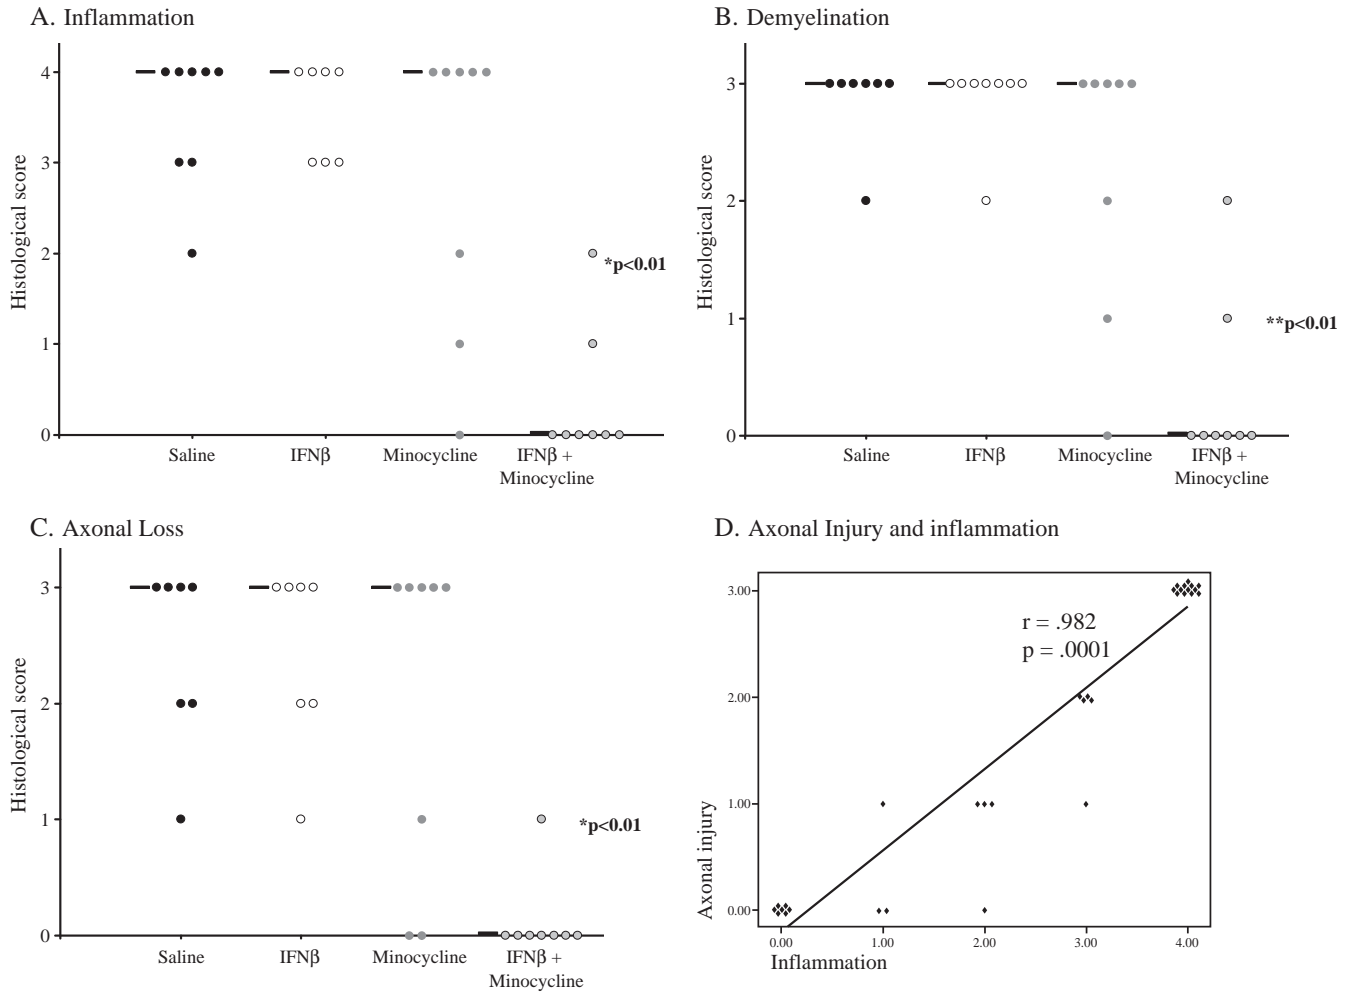 A. Inflammation
Histological score
4
3
2
1
0
*p<0.01
Saline
IFNβ
Minocycline
IFNβ +
Minocycline
B. Demyelination
Histological score
3
2
1
0
**p<0.01
Saline
IFNβ
Minocycline
IFNβ +
Minocycline
C. Axonal Loss
Histological score
3
2
1
0
*p<0.01
Saline
IFNβ
Minocycline
IFNβ +
Minocycline
D. Axonal Injury and inflammation
Axonal injury
3.00
2.00
1.00
0.00
r = .982
p = .0001
0.00
1.00
2.00
3.00
4.00
Inflammation